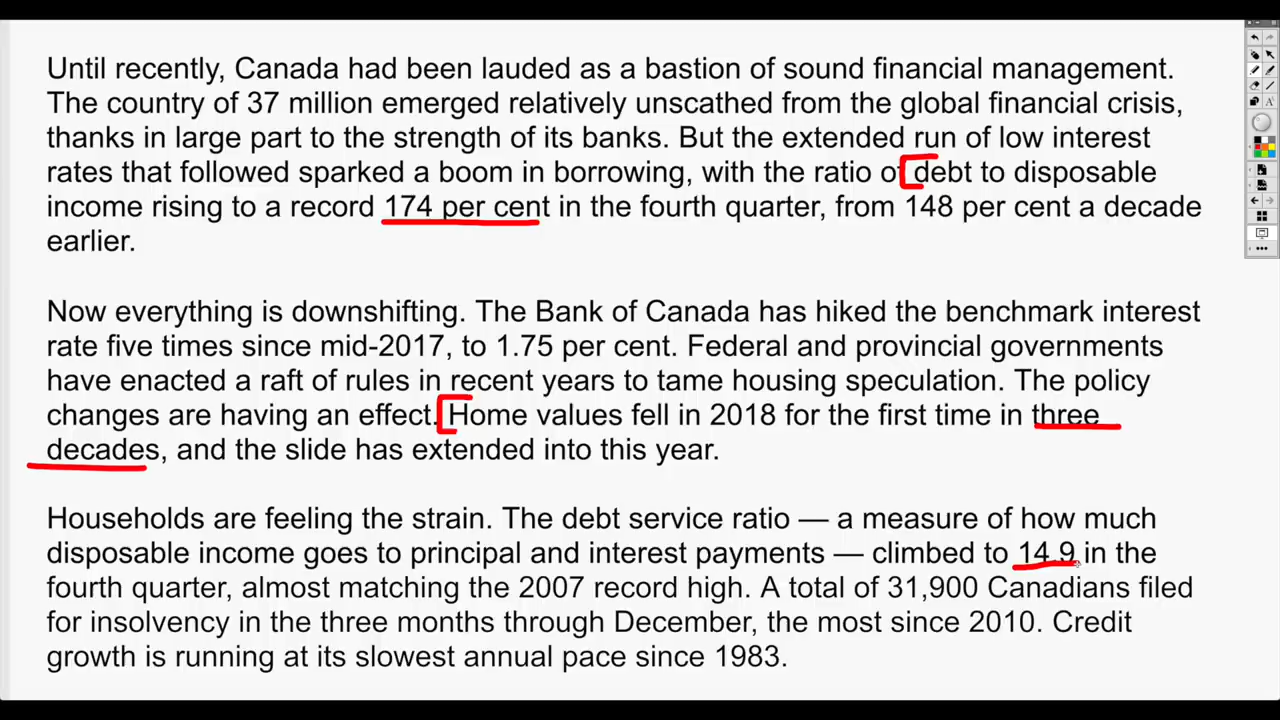 Until recently, Canada had been lauded as a bastion of sound financial management.
The country of 37 million emerged relatively unscathed from the global financial crisis,
thanks in large part to the strength of its banks. But the extended run of low interest
rates that followed sparked a boom in borrowing, with the ratio of debt to disposable
income rising to a record 174 per cent in the fourth quarter, from 148 per cent a decade
earlier.
Now everything is downshifting. The Bank of Canada has hiked the benchmark interest
rate five times since mid-2017, to 1.75 per cent. Federal and provincial governments
have enacted a raft of rules in recent years to tame housing speculation. The policy
changes are having an effect. Home values fell in 2018 for the first time in three
decades, and the slide has extended into this year.
Households are feeling the strain. The debt service ratio — a measure of how much
disposable income goes to principal and interest payments — climbed to 14.9 in the
fourth quarter, almost matching the 2007 record high. A total of 31,900 Canadians filed
for insolvency in the three months through December, the most since 2010. Credit
growth is running at its slowest annual pace since 1983.